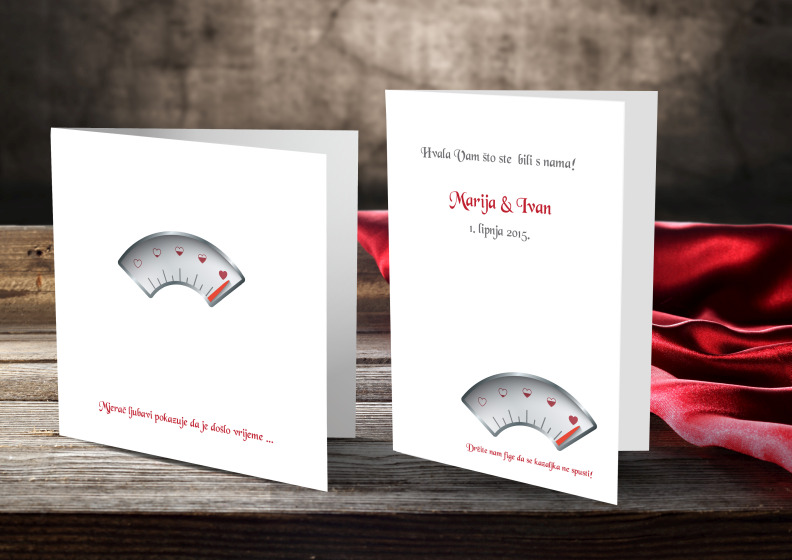 Mjerač ljubavi pokazuje da je došlo vrijeme ...
Hvala Vam što ste bili s nama!
Marija & Ivan
1. lipnja 2015.
Držite nam fige da se kazaljka ne spusti!